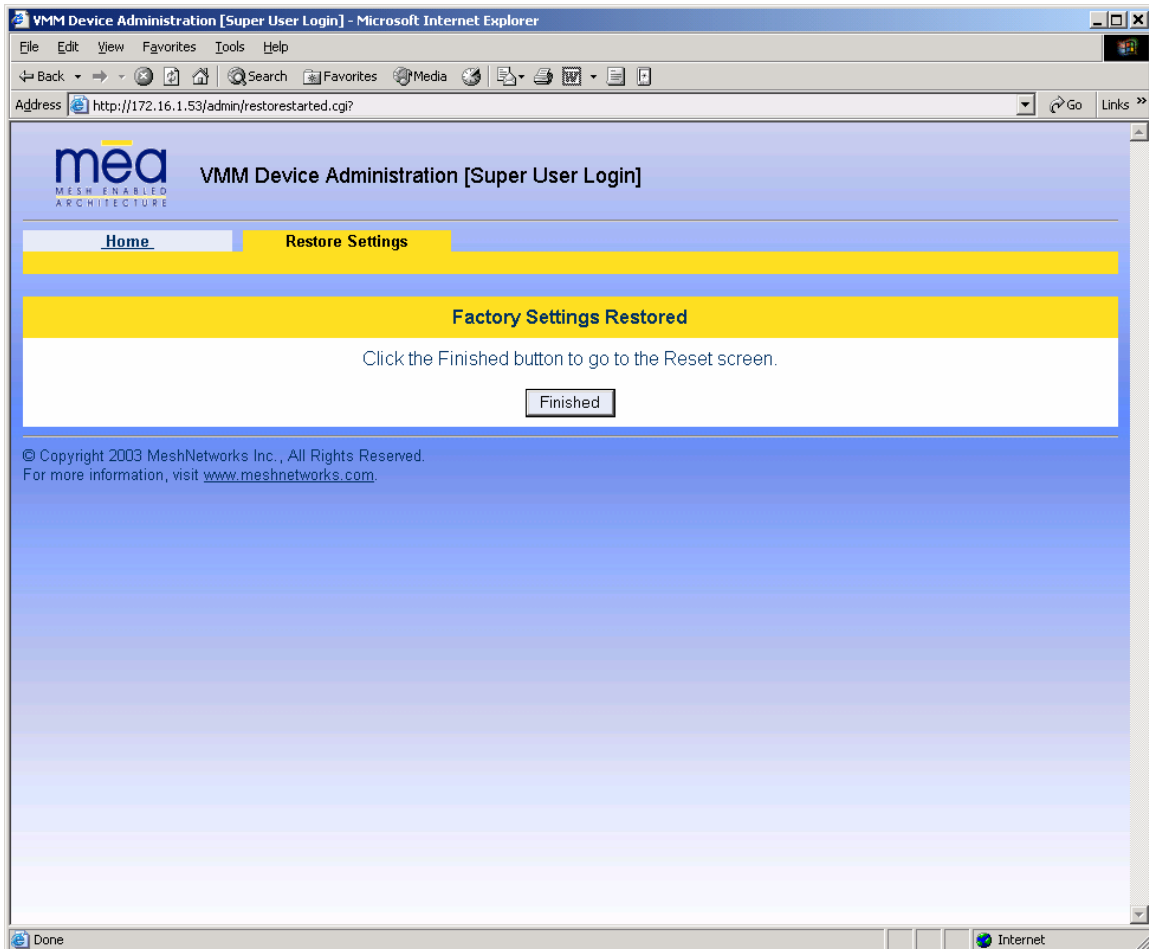 VMM Device Administration [Super User Login] - Microsoft Internet Explorer
File Edit View Favorites Tools Help
Back Search Favorites Media
Address http://172.16.1.53/admin/restorestarted.cgi? Go Links »
mea
MESH ENABLED
ARCHITECTURE
VMM Device Administration [Super User Login]
Home Restore Settings
Factory Settings Restored
Click the Finished button to go to the Reset screen.
Finished
© Copyright 2003 MeshNetworks Inc., All Rights Reserved.
For more information, visit www.meshnetworks.com.
Done Internet